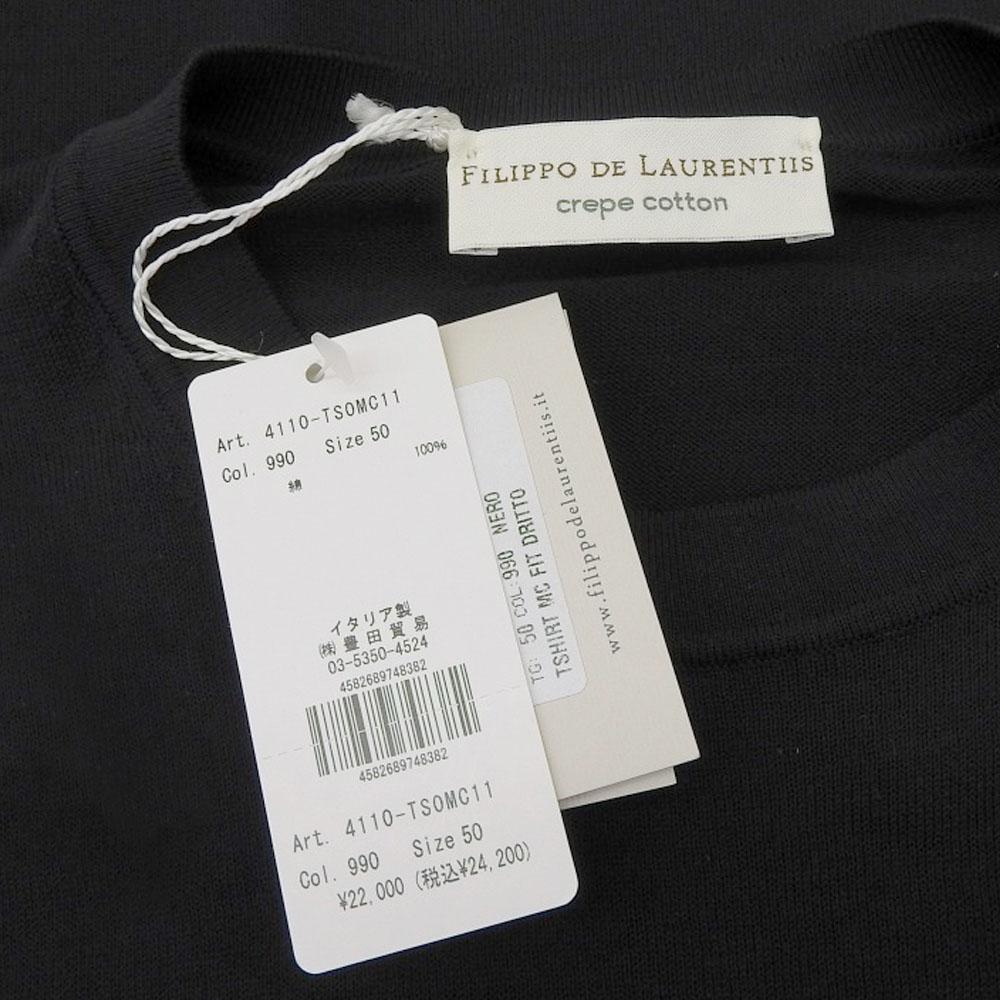 FILIPPO DE LAURENTIIS
crepe cotton
Art. 4110-TSOMC11
Col. 990 Size 50
綿 100%
イタリア製
㈱ 豊田貿易
03-5350-4524
4582689748382
4582689748382
Art. 4110-TSOMC11
Col. 990 Size 50
¥22,000 (税込¥24,200)
TG: 50 COL: 990 NERO
TSHIRT MC FIT DRITTO
www.filippodelaurentiis.it